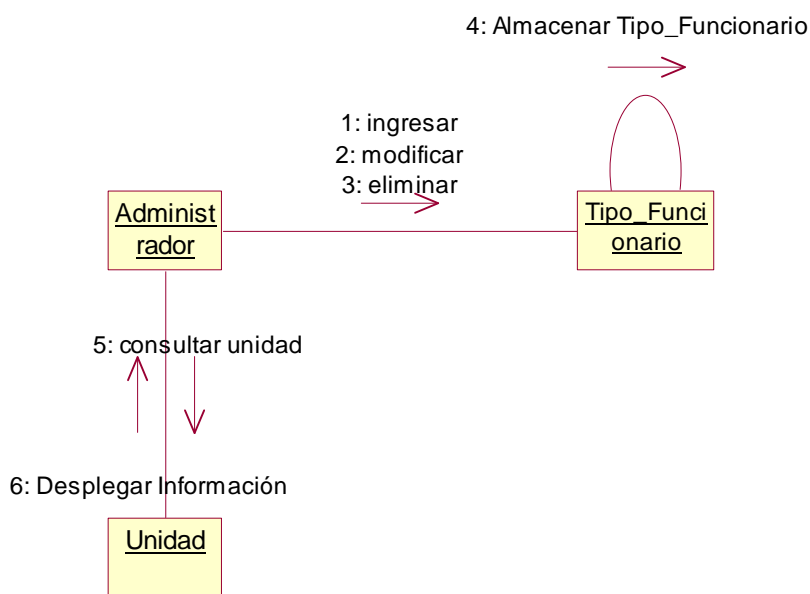 4: Almacenar Tipo_Funcionario
1: ingresar
2: modificar
3: eliminar
Administ
rador
Tipo_Funci
onario
5: consultar unidad
6: Desplegar Información
Unidad